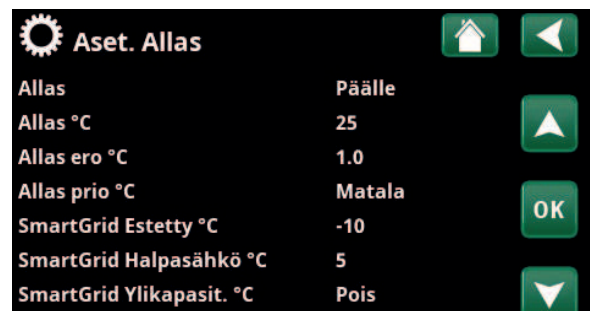 Aset. Allas
Allas Päälle
Allas °C 25
Allas ero °C 1.0
Allas prio °C Matala
SmartGrid Estetty °C -10
SmartGrid Halpasähkö °C 5
SmartGrid Ylikapasit. °C Pois
OK